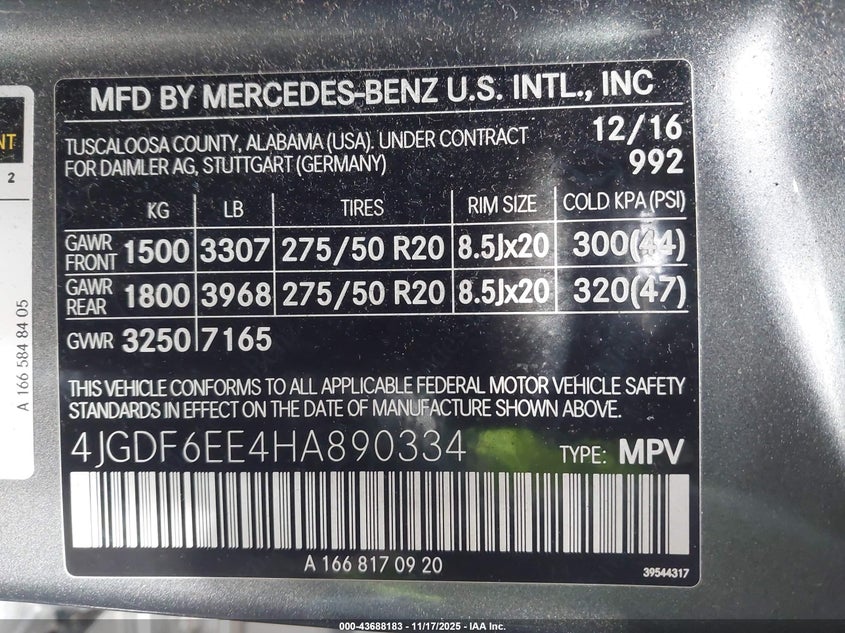 MFD BY MERCEDES-BENZ U.S. INTL., INC
TUSCALOOSA COUNTY, ALABAMA (USA). UNDER CONTRACT 12/16
FOR DAIMLER AG, STUTTGART (GERMANY) 992
KG LB TIRES RIM SIZE COLD KPA (PSI)
GAWR FRONT 1500 3307 275/50 R20 8.5Jx20 300(44)
GAWR REAR 1800 3968 275/50 R20 8.5Jx20 320(47)
GVWR 3250 7165
THIS VEHICLE CONFORMS TO ALL APPLICABLE FEDERAL MOTOR VEHICLE SAFETY
STANDARDS IN EFFECT ON THE DATE OF MANUFACTURE SHOWN ABOVE.
4JGDF6EE4HA890334 TYPE: MPV
A 166 817 09 20
39544317
NT
2
A 166 584 84 05
000-43688183 - 11/17/2025 - IAA Inc.